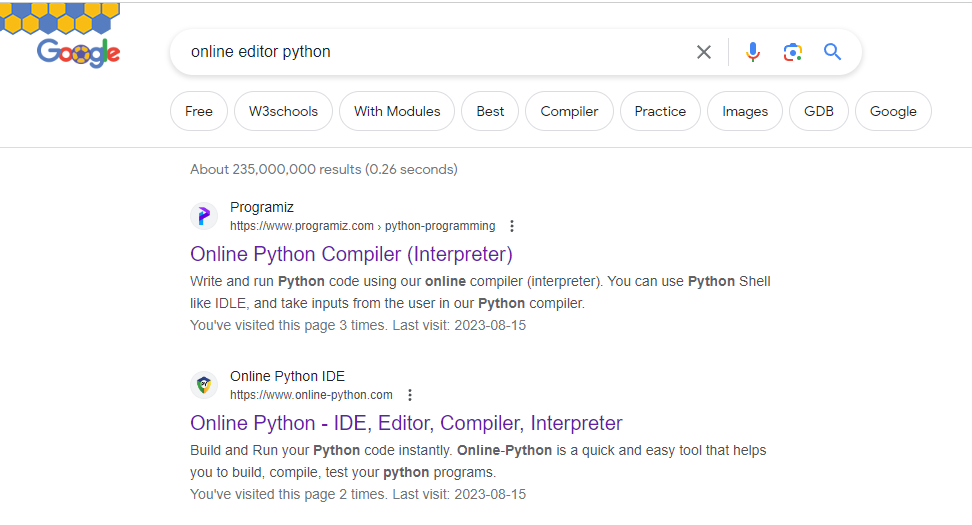 Google
online editor python
Free W3schools With Modules Best Compiler Practice Images GDB Google
About 235,000,000 results (0.26 seconds)
Programiz
https://www.programiz.com › python-programming
Online Python Compiler (Interpreter)
Write and run Python code using our online compiler (interpreter). You can use Python Shell
like IDLE, and take inputs from the user in our Python compiler.
You've visited this page 3 times. Last visit: 2023-08-15
Online Python IDE
https://www.online-python.com
Online Python - IDE, Editor, Compiler, Interpreter
Build and Run your Python code instantly. Online-Python is a quick and easy tool that helps
you to build, compile, test your python programs.
You've visited this page 2 times. Last visit: 2023-08-15